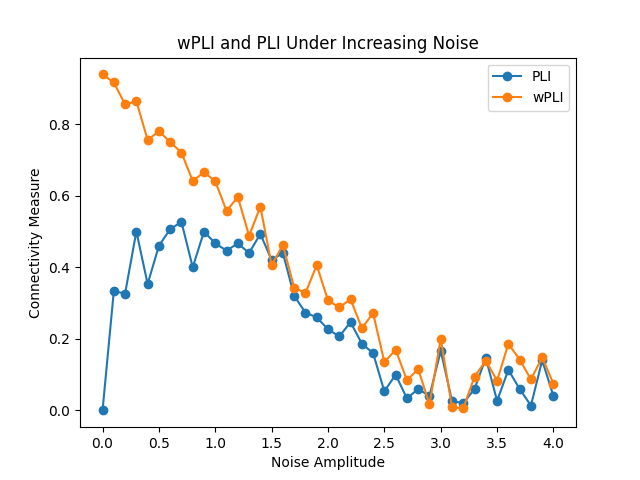 wPLI and PLI Under Increasing Noise
PLI
wPLI
Connectivity Measure
0.8
0.6
0.4
0.2
0.0
0.0 0.5 1.0 1.5 2.0 2.5 3.0 3.5 4.0
Noise Amplitude